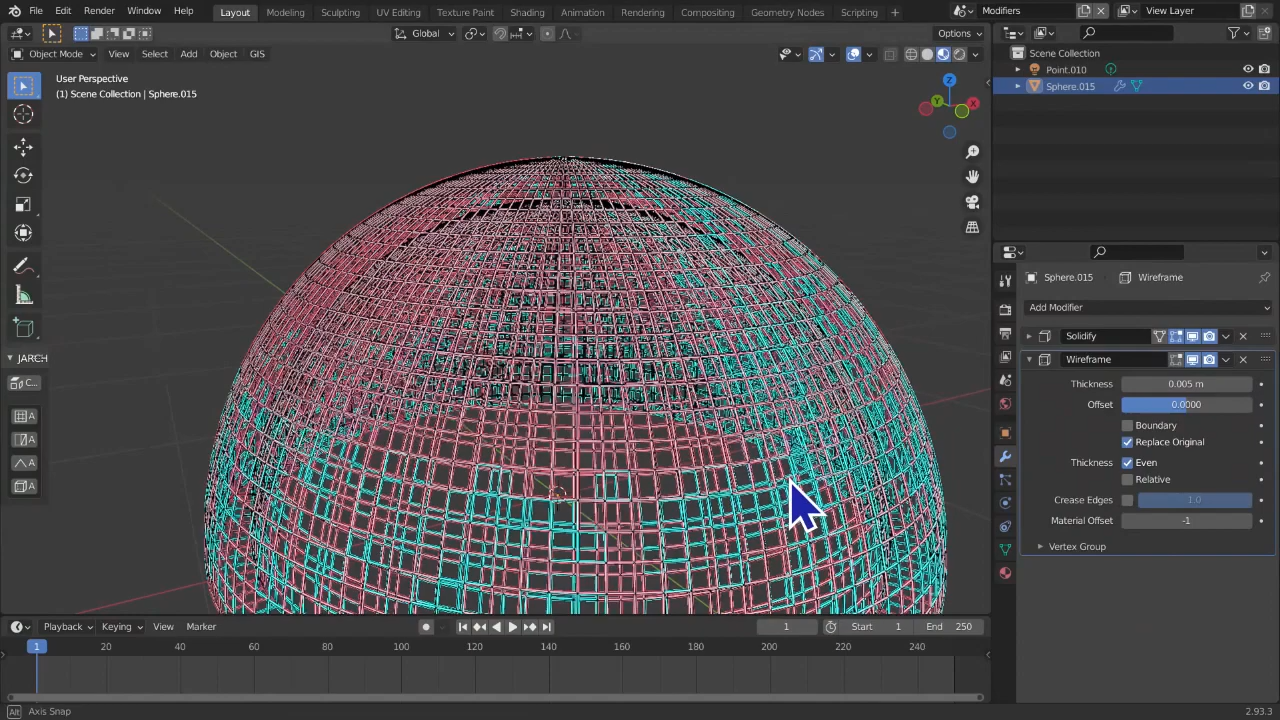 File Edit Render Window Help
Layout Modeling Sculpting UV Editing Texture Paint Shading Animation Rendering Compositing Geometry Nodes Scripting
Modifiers
View Layer
Global
Options
Object Mode View Select Add Object GIS
User Perspective
(1) Scene Collection | Sphere.015
Z
Y
X
JARCH
C...
A
A
A
A
Scene Collection
Point.010
Sphere.015
Sphere.015 Wireframe
Add Modifier
Solidify
Wireframe
Thickness 0.005 m
Offset 0.0000
Boundary
Replace Original
Thickness Even
Relative
Crease Edges 1.0
Material Offset -1
Vertex Group
Playback Keying View Marker
1
Start 1
End 250
1 20 40 60 80 100 120 140 160 180 200 220 240
Alt Axis Snap
2.93.3